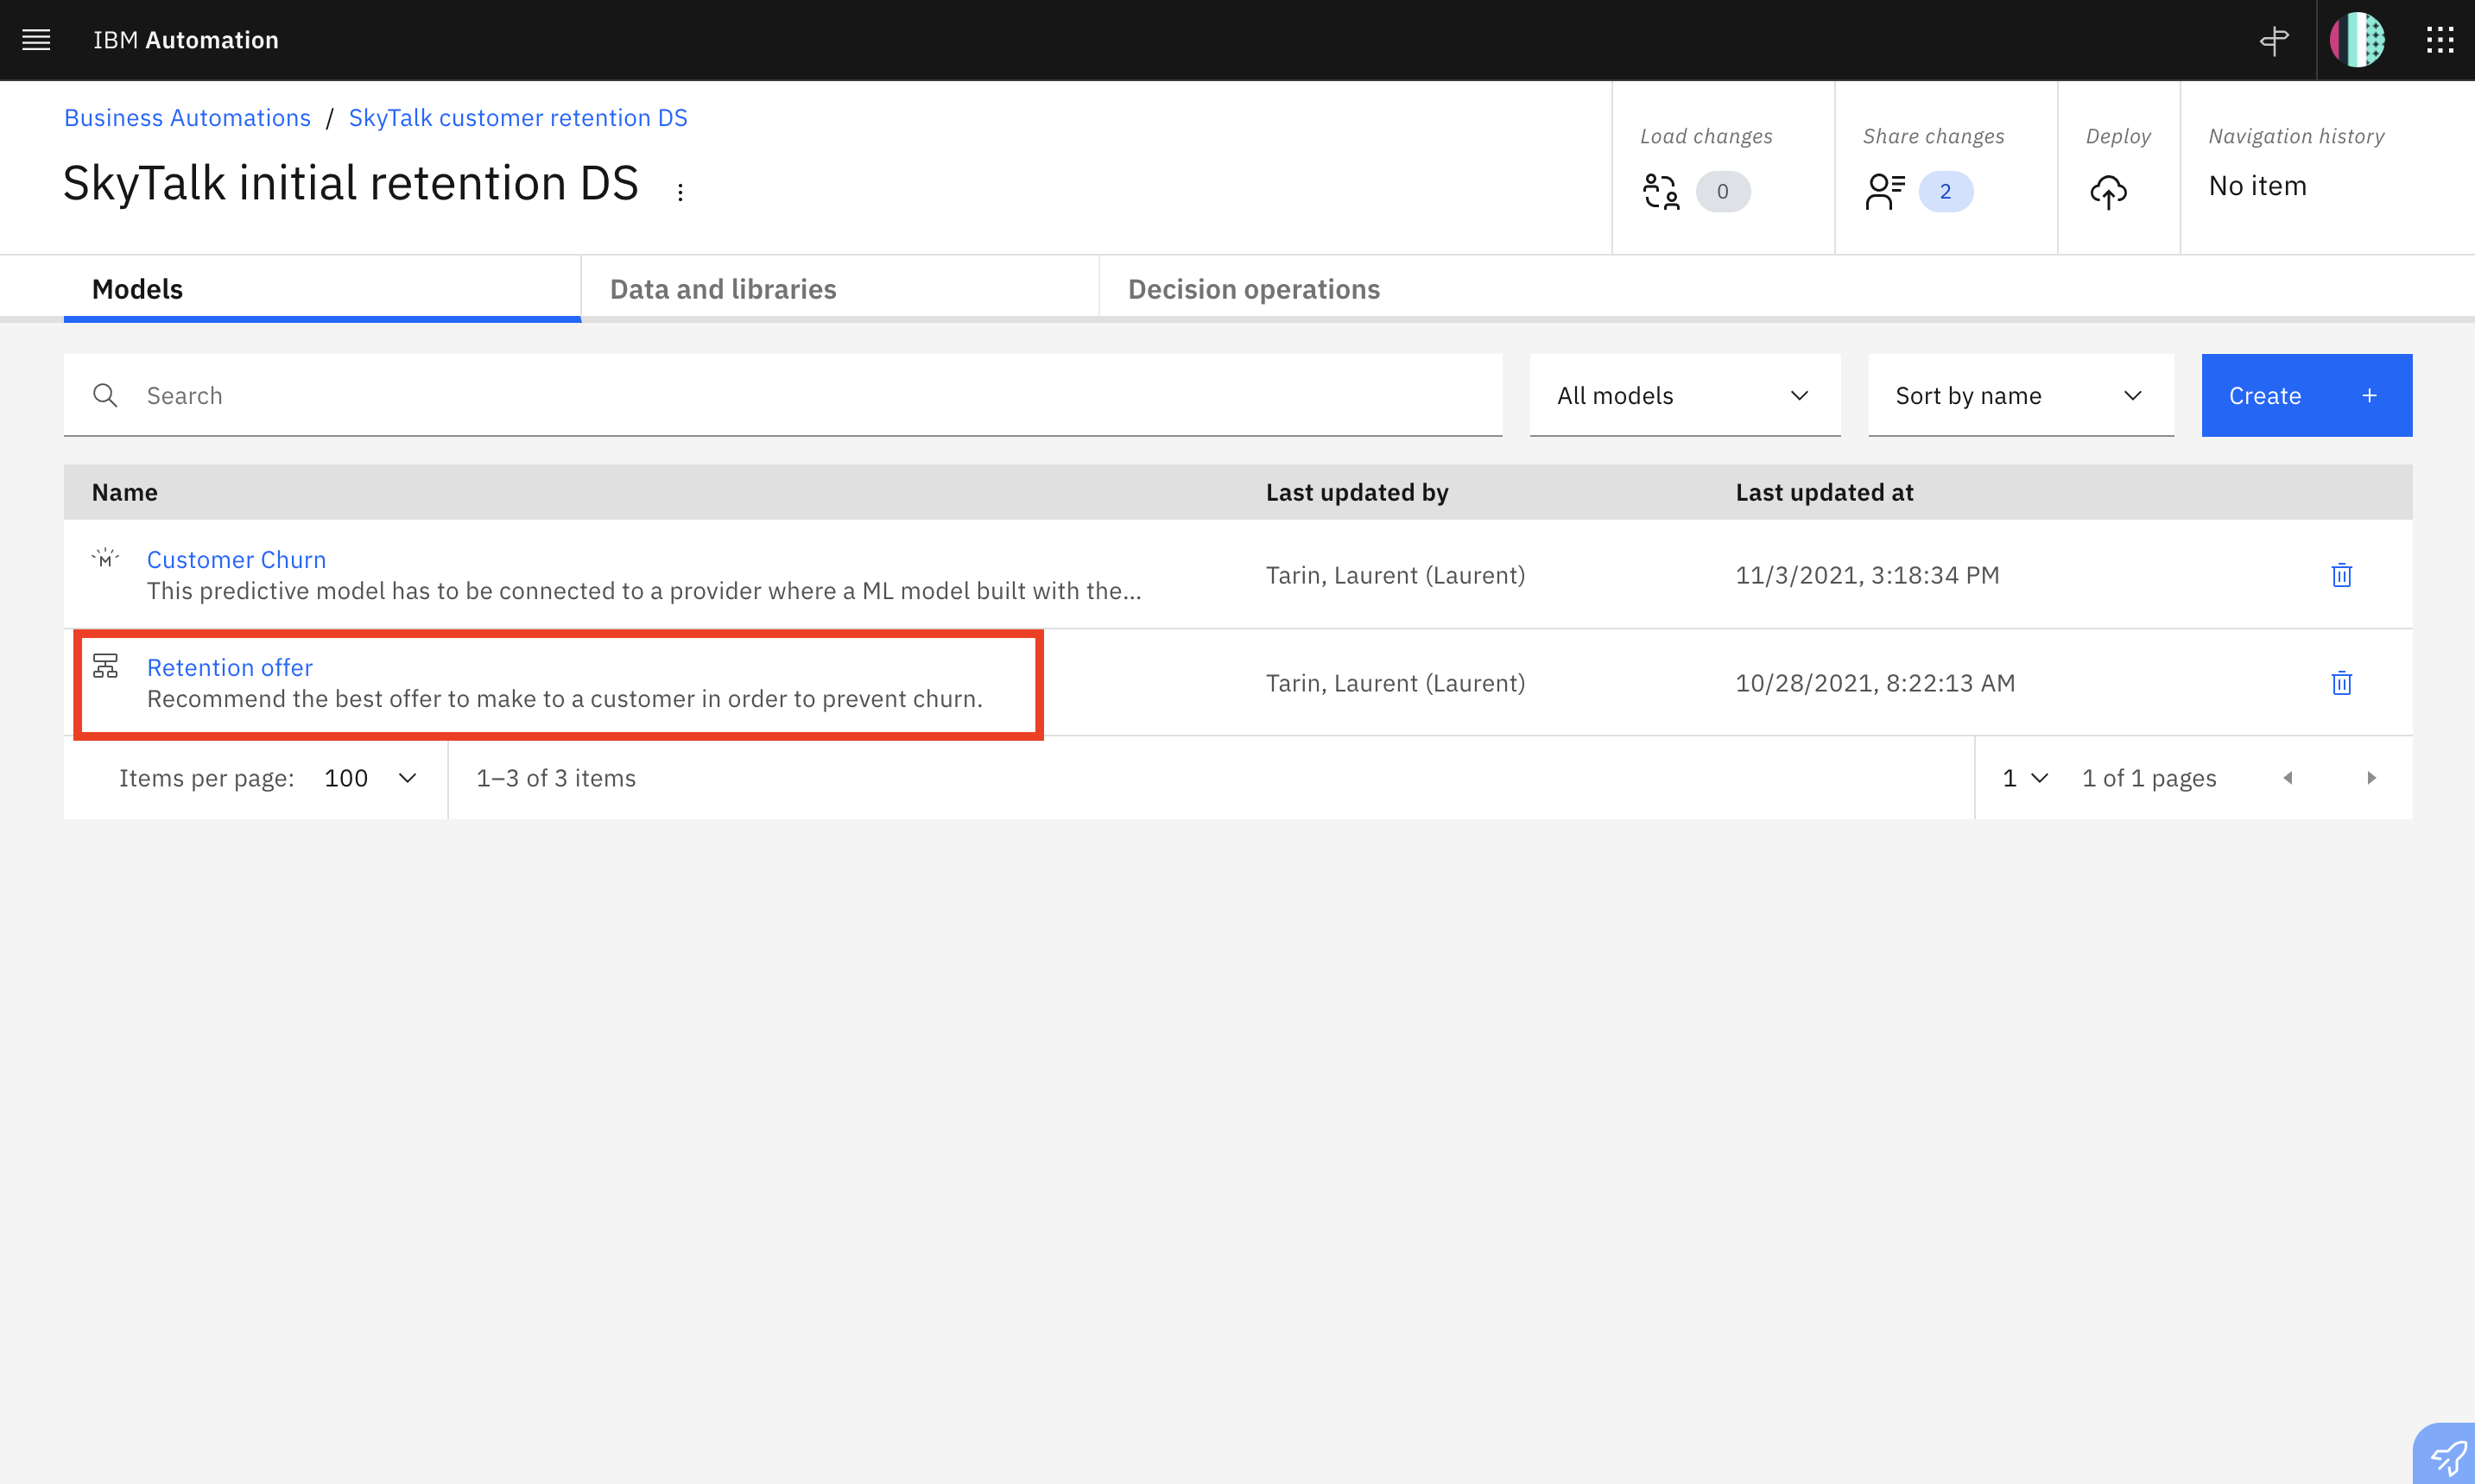 IBM Automation
Business Automations / SkyTalk customer retention DS
SkyTalk initial retention DS
Load changes
0
Share changes
2
Deploy
Navigation history
No item
Models
Data and libraries
Decision operations
Search
All models
Sort by name
Create +
Name
Last updated by
Last updated at
Customer Churn
This predictive model has to be connected to a provider where a ML model built with the...
Tarin, Laurent (Laurent)
11/3/2021, 3:18:34 PM
Retention offer
Recommend the best offer to make to a customer in order to prevent churn.
Tarin, Laurent (Laurent)
10/28/2021, 8:22:13 AM
Items per page: 100
1–3 of 3 items
1
1 of 1 pages